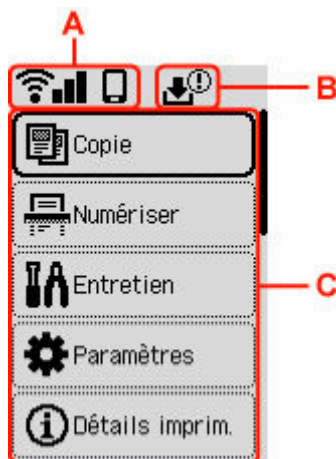 A
B
Copie
Numériser
C
Entretien
Paramètres
Détails imprim.